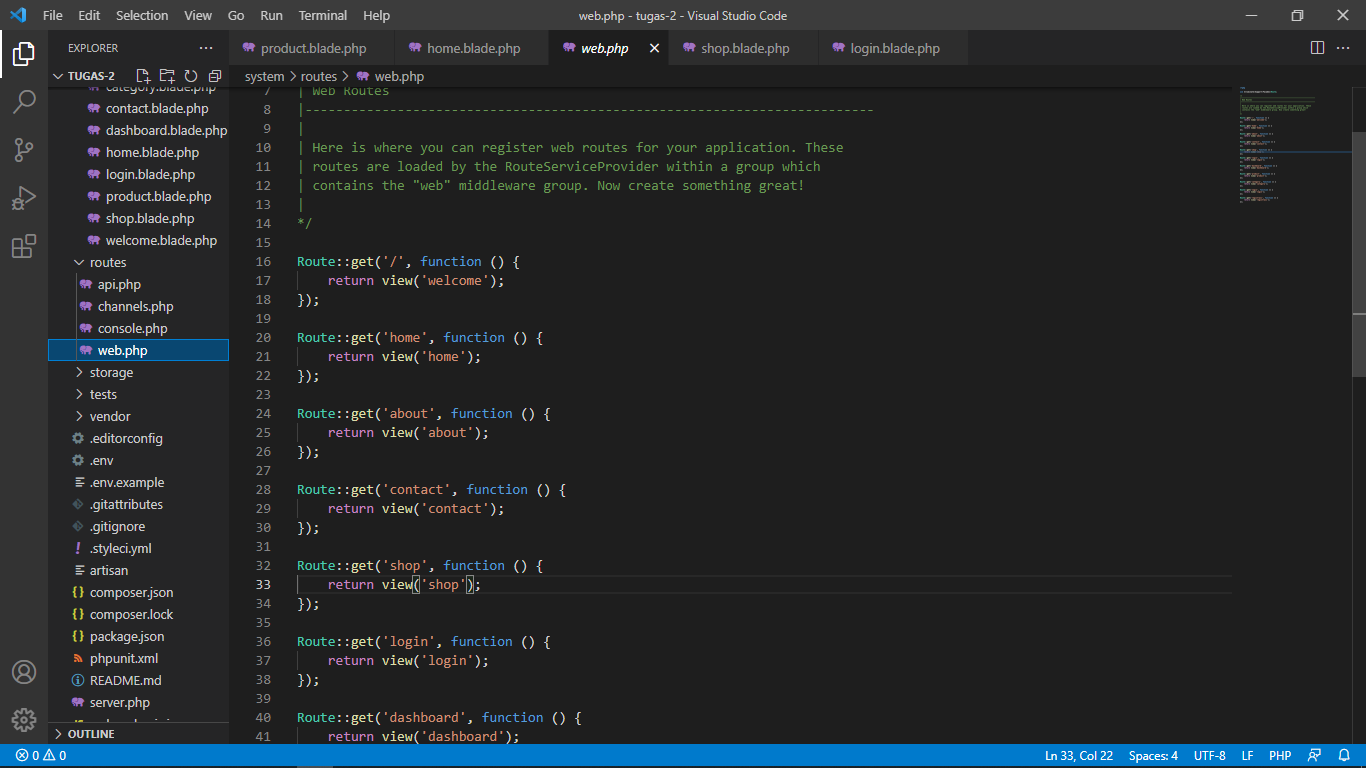 File Edit Selection View Go Run Terminal Help
web.php - tugas-2 - Visual Studio Code
EXPLORER
TUGAS-2
category.blade.php
contact.blade.php
dashboard.blade.php
home.blade.php
login.blade.php
product.blade.php
shop.blade.php
welcome.blade.php
routes
api.php
channels.php
console.php
web.php
storage
tests
vendor
.editorconfig
.env
.env.example
.gitattributes
.gitignore
.styleci.yml
artisan
composer.json
composer.lock
package.json
phpunit.xml
README.md
server.php
OUTLINE
product.blade.php home.blade.php web.php shop.blade.php login.blade.php
system > routes > web.php
7 | Web Routes
8 |--------------------------------------------------------------------------
9 |
10 | Here is where you can register web routes for your application. These
11 | routes are loaded by the RouteServiceProvider within a group which
12 | contains the "web" middleware group. Now create something great!
13 |
14 */
15
16 Route::get('/', function () {
17     return view('welcome');
18 });
19
20 Route::get('home', function () {
21     return view('home');
22 });
23
24 Route::get('about', function () {
25     return view('about');
26 });
27
28 Route::get('contact', function () {
29     return view('contact');
30 });
31
32 Route::get('shop', function () {
33     return view('shop');
34 });
35
36 Route::get('login', function () {
37     return view('login');
38 });
39
40 Route::get('dashboard', function () {
41     return view('dashboard');
0 0
Ln 33, Col 22 Spaces: 4 UTF-8 LF PHP